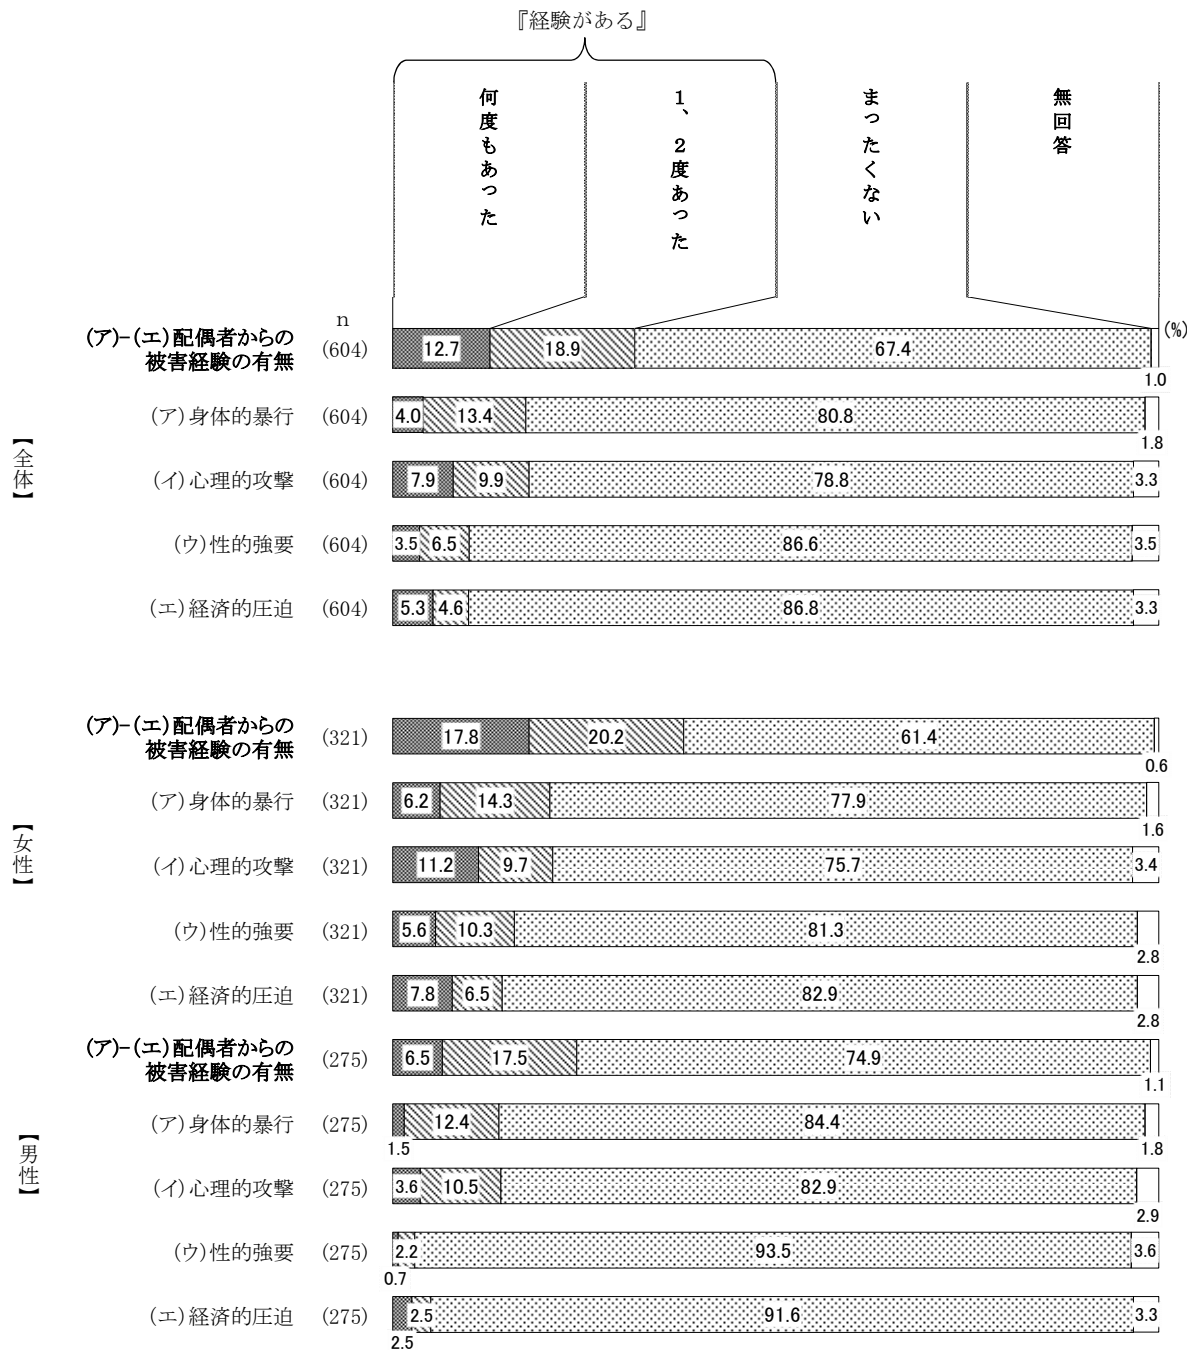 『経験がある』
何度もあった
1、2度あった
まったくない
無回答
n
(%)
【全体】
(ア)-(エ)配偶者からの
被害経験の有無
(604)
12.7
18.9
67.4
1.0
(ア)身体的暴行
(604)
4.0
13.4
80.8
1.8
(イ)心理的攻撃
(604)
7.9
9.9
78.8
3.3
(ウ)性的強要
(604)
3.5
6.5
86.6
3.5
(エ)経済的圧迫
(604)
5.3
4.6
86.8
3.3
【女性】
(ア)-(エ)配偶者からの
被害経験の有無
(321)
17.8
20.2
61.4
0.6
(ア)身体的暴行
(321)
6.2
14.3
77.9
1.6
(イ)心理的攻撃
(321)
11.2
9.7
75.7
3.4
(ウ)性的強要
(321)
5.6
10.3
81.3
2.8
(エ)経済的圧迫
(321)
7.8
6.5
82.9
2.8
【男性】
(ア)-(エ)配偶者からの
被害経験の有無
(275)
6.5
17.5
74.9
1.1
(ア)身体的暴行
(275)
1.5
12.4
84.4
1.8
(イ)心理的攻撃
(275)
3.6
10.5
82.9
2.9
(ウ)性的強要
(275)
0.7
2.2
93.5
3.6
(エ)経済的圧迫
(275)
2.5
2.5
91.6
3.3